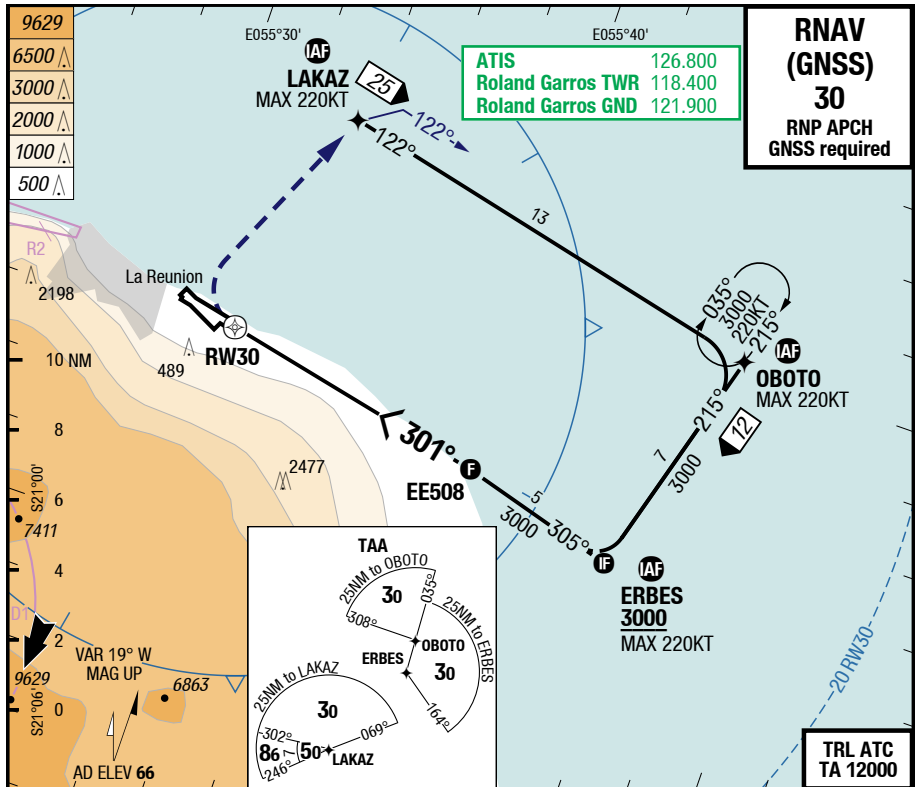 9629
6500
3000
2000
1000
500
E055°30'
E055°40'
IAF
LAKAZ
MAX 220KT
25
122°
122°
ATIS 126.800
Roland Garros TWR 118.400
Roland Garros GND 121.900
RNAV
(GNSS)
30
RNP APCH
GNSS required
13
R2
2198
La Reunion
RW30
489
10 NM
8
6
4
2
0
035°
3000
220KT
215°
IAF
OBOTO
MAX 220KT
215°
12
7
3000
301°
F
EE508
5
3000
305°
IF
IAF
ERBES
3000
MAX 220KT
2477
S21°00'
7411
D1
9629
S21°06'
VAR 19° W
MAG UP
6863
AD ELEV 66
TAA
25NM to OBOTO
30
308°
035°
OBOTO
25NM to ERBES
ERBES
30
164°
25NM to LAKAZ
30
302°
069°
86
7
50
LAKAZ
246°
20 RW30
TRL ATC
TA 12000